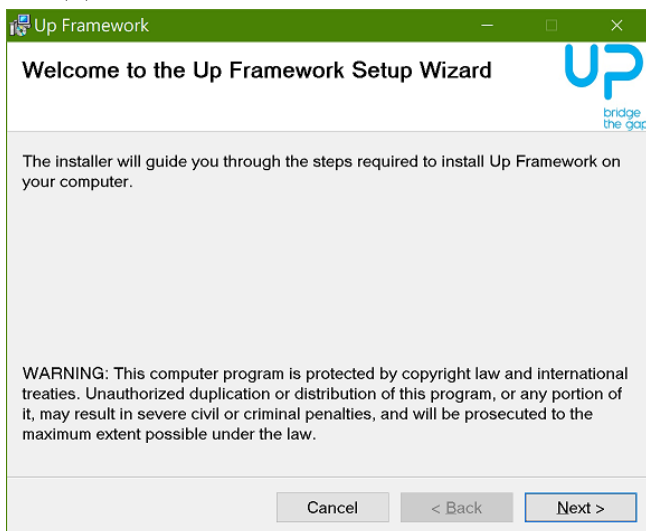 Up Framework
Welcome to the Up Framework Setup Wizard
UP
bridge
the gap
The installer will guide you through the steps required to install Up Framework on
your computer.
WARNING: This computer program is protected by copyright law and international
treaties. Unauthorized duplication or distribution of this program, or any portion of
it, may result in severe civil or criminal penalties, and will be prosecuted to the
maximum extent possible under the law.
Cancel
< Back
Next >